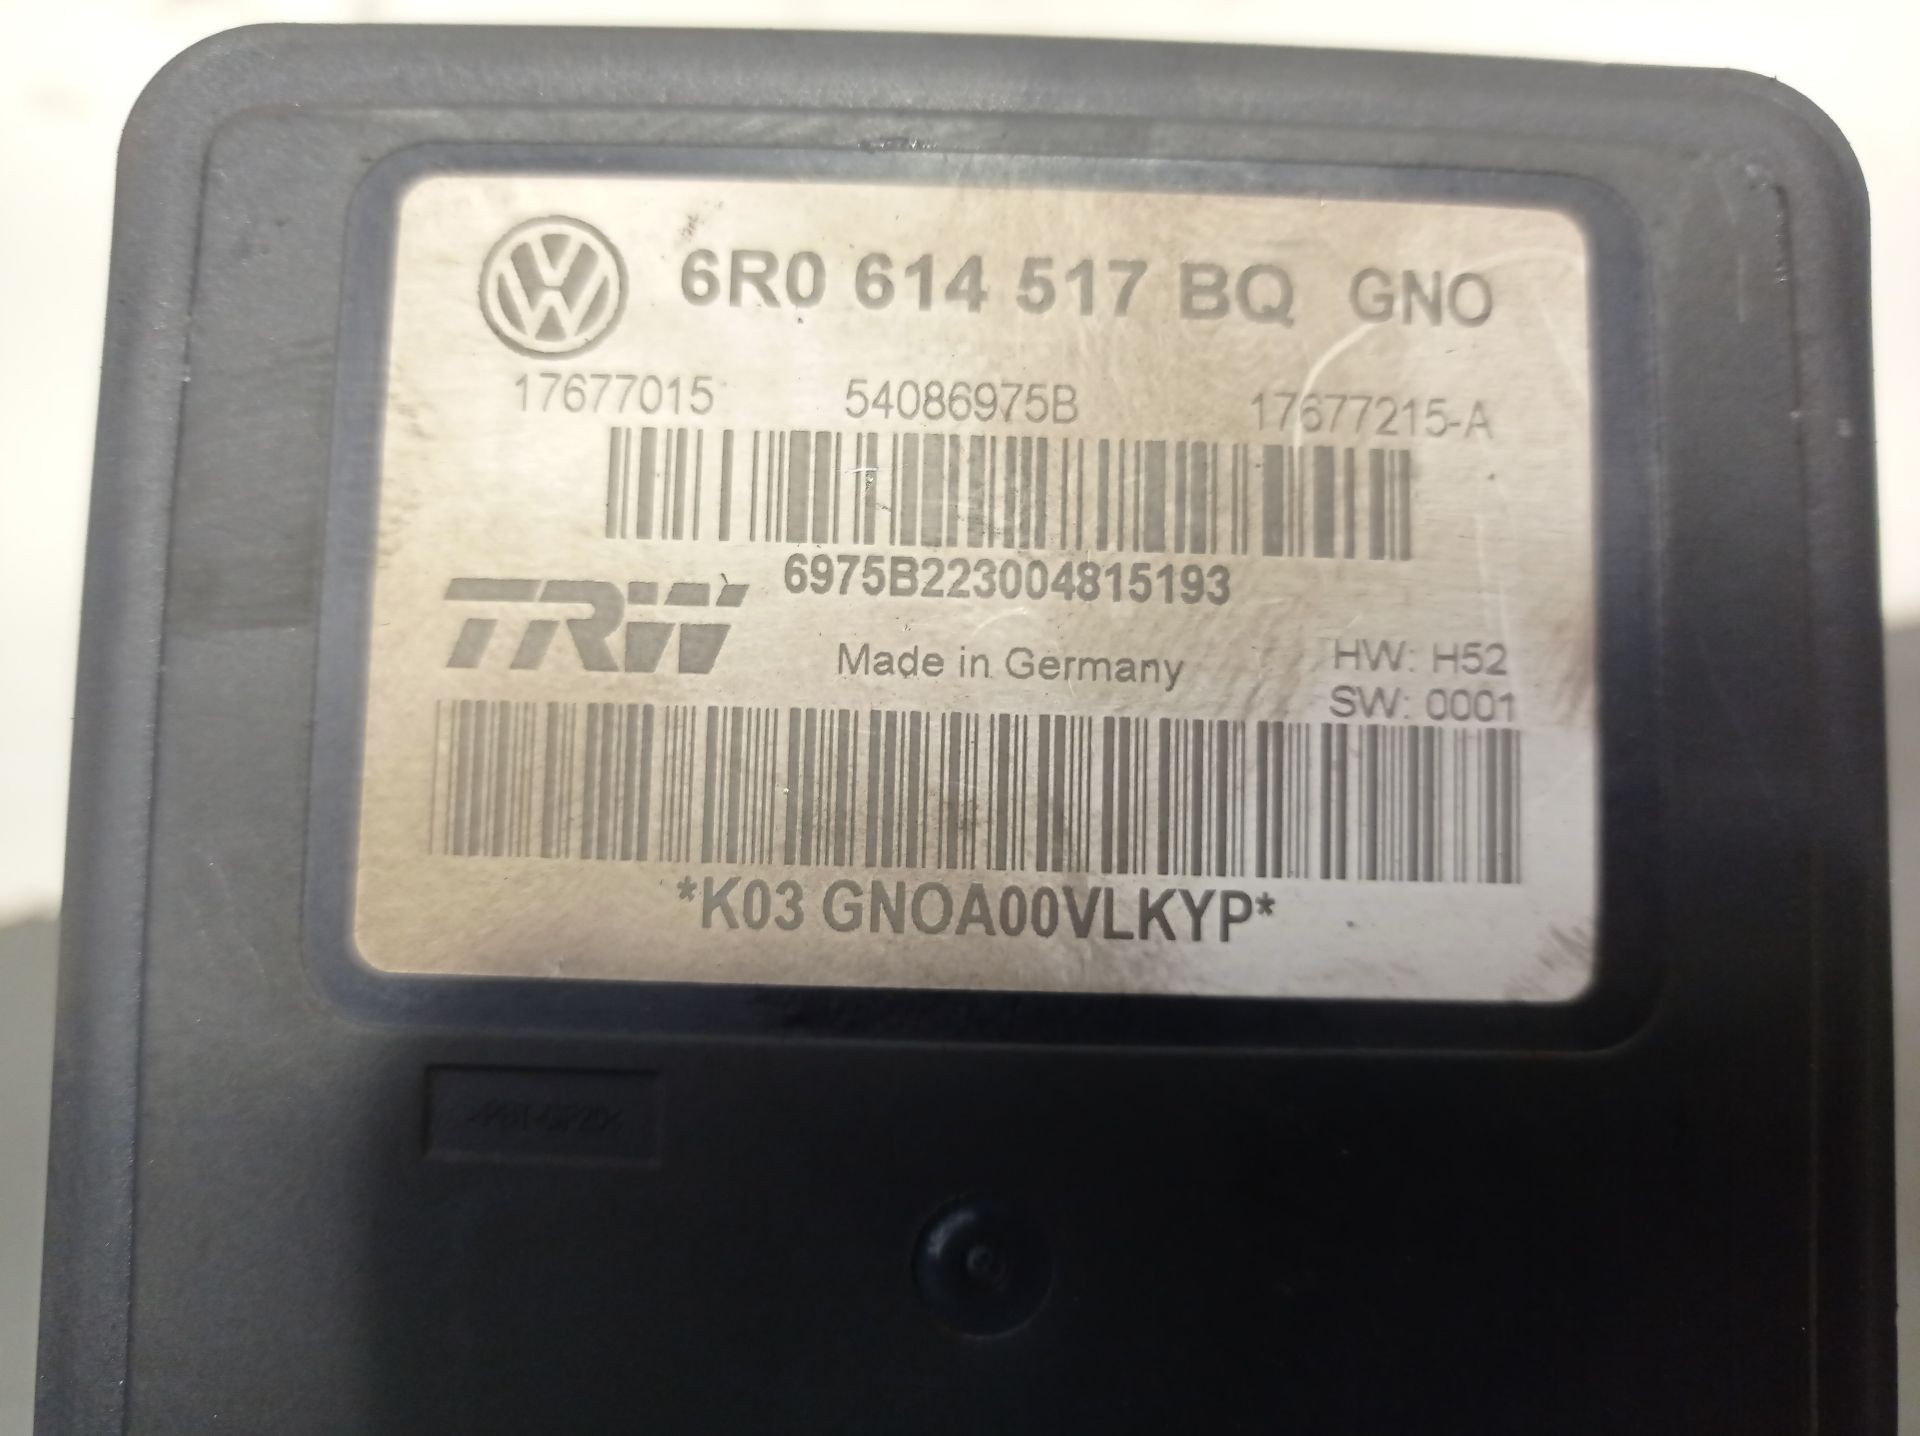 6R0 614 517 BQ GNO
17677015 54086975B 17677215-A
6975B223004815193
TRW
Made in Germany
HW: H52
SW: 0001
*K03 GNOA00VLKYP*